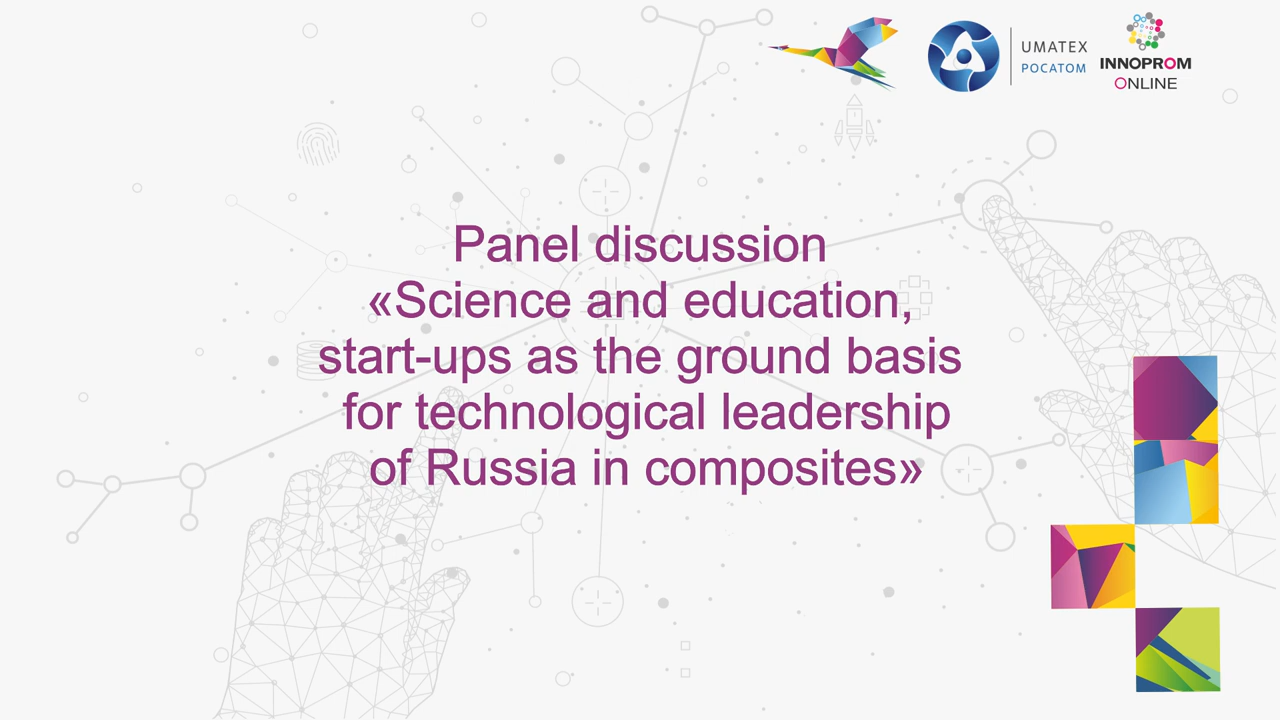 UMATEX
РОСАТОМ
INNOPROM
ONLINE
Panel discussion
«Science and education,
start-ups as the ground basis
for technological leadership
of Russia in composites»